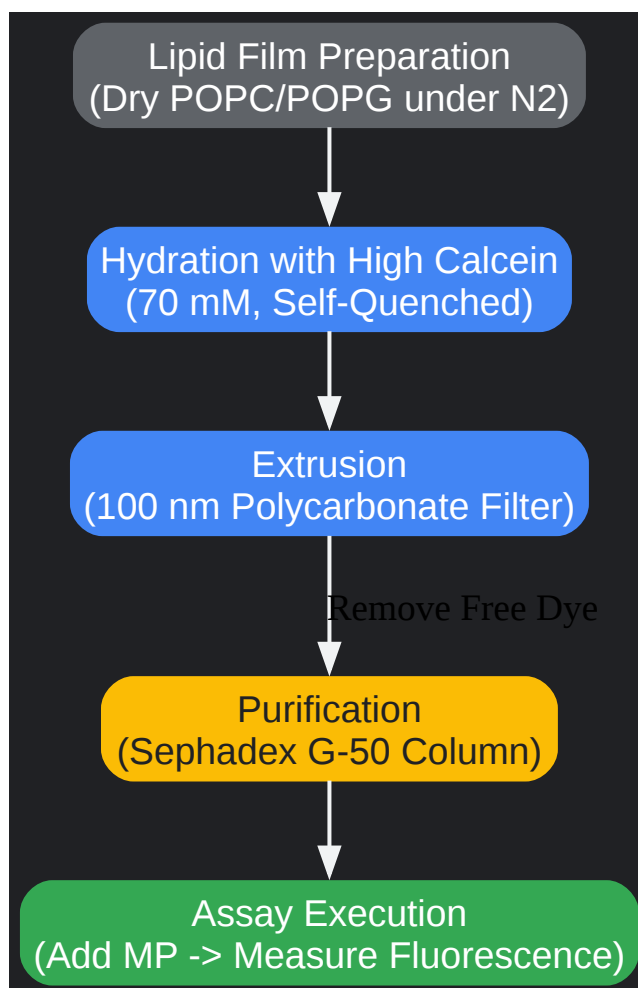 Lipid Film Preparation
(Dry POPC/POPG under N2)
Hydration with High Calcein
(70 mM, Self-Quenched)
Extrusion
(100 nm Polycarbonate Filter)
Remove Free Dye
Purification
(Sephadex G-50 Column)
Assay Execution
(Add MP -> Measure Fluorescence)